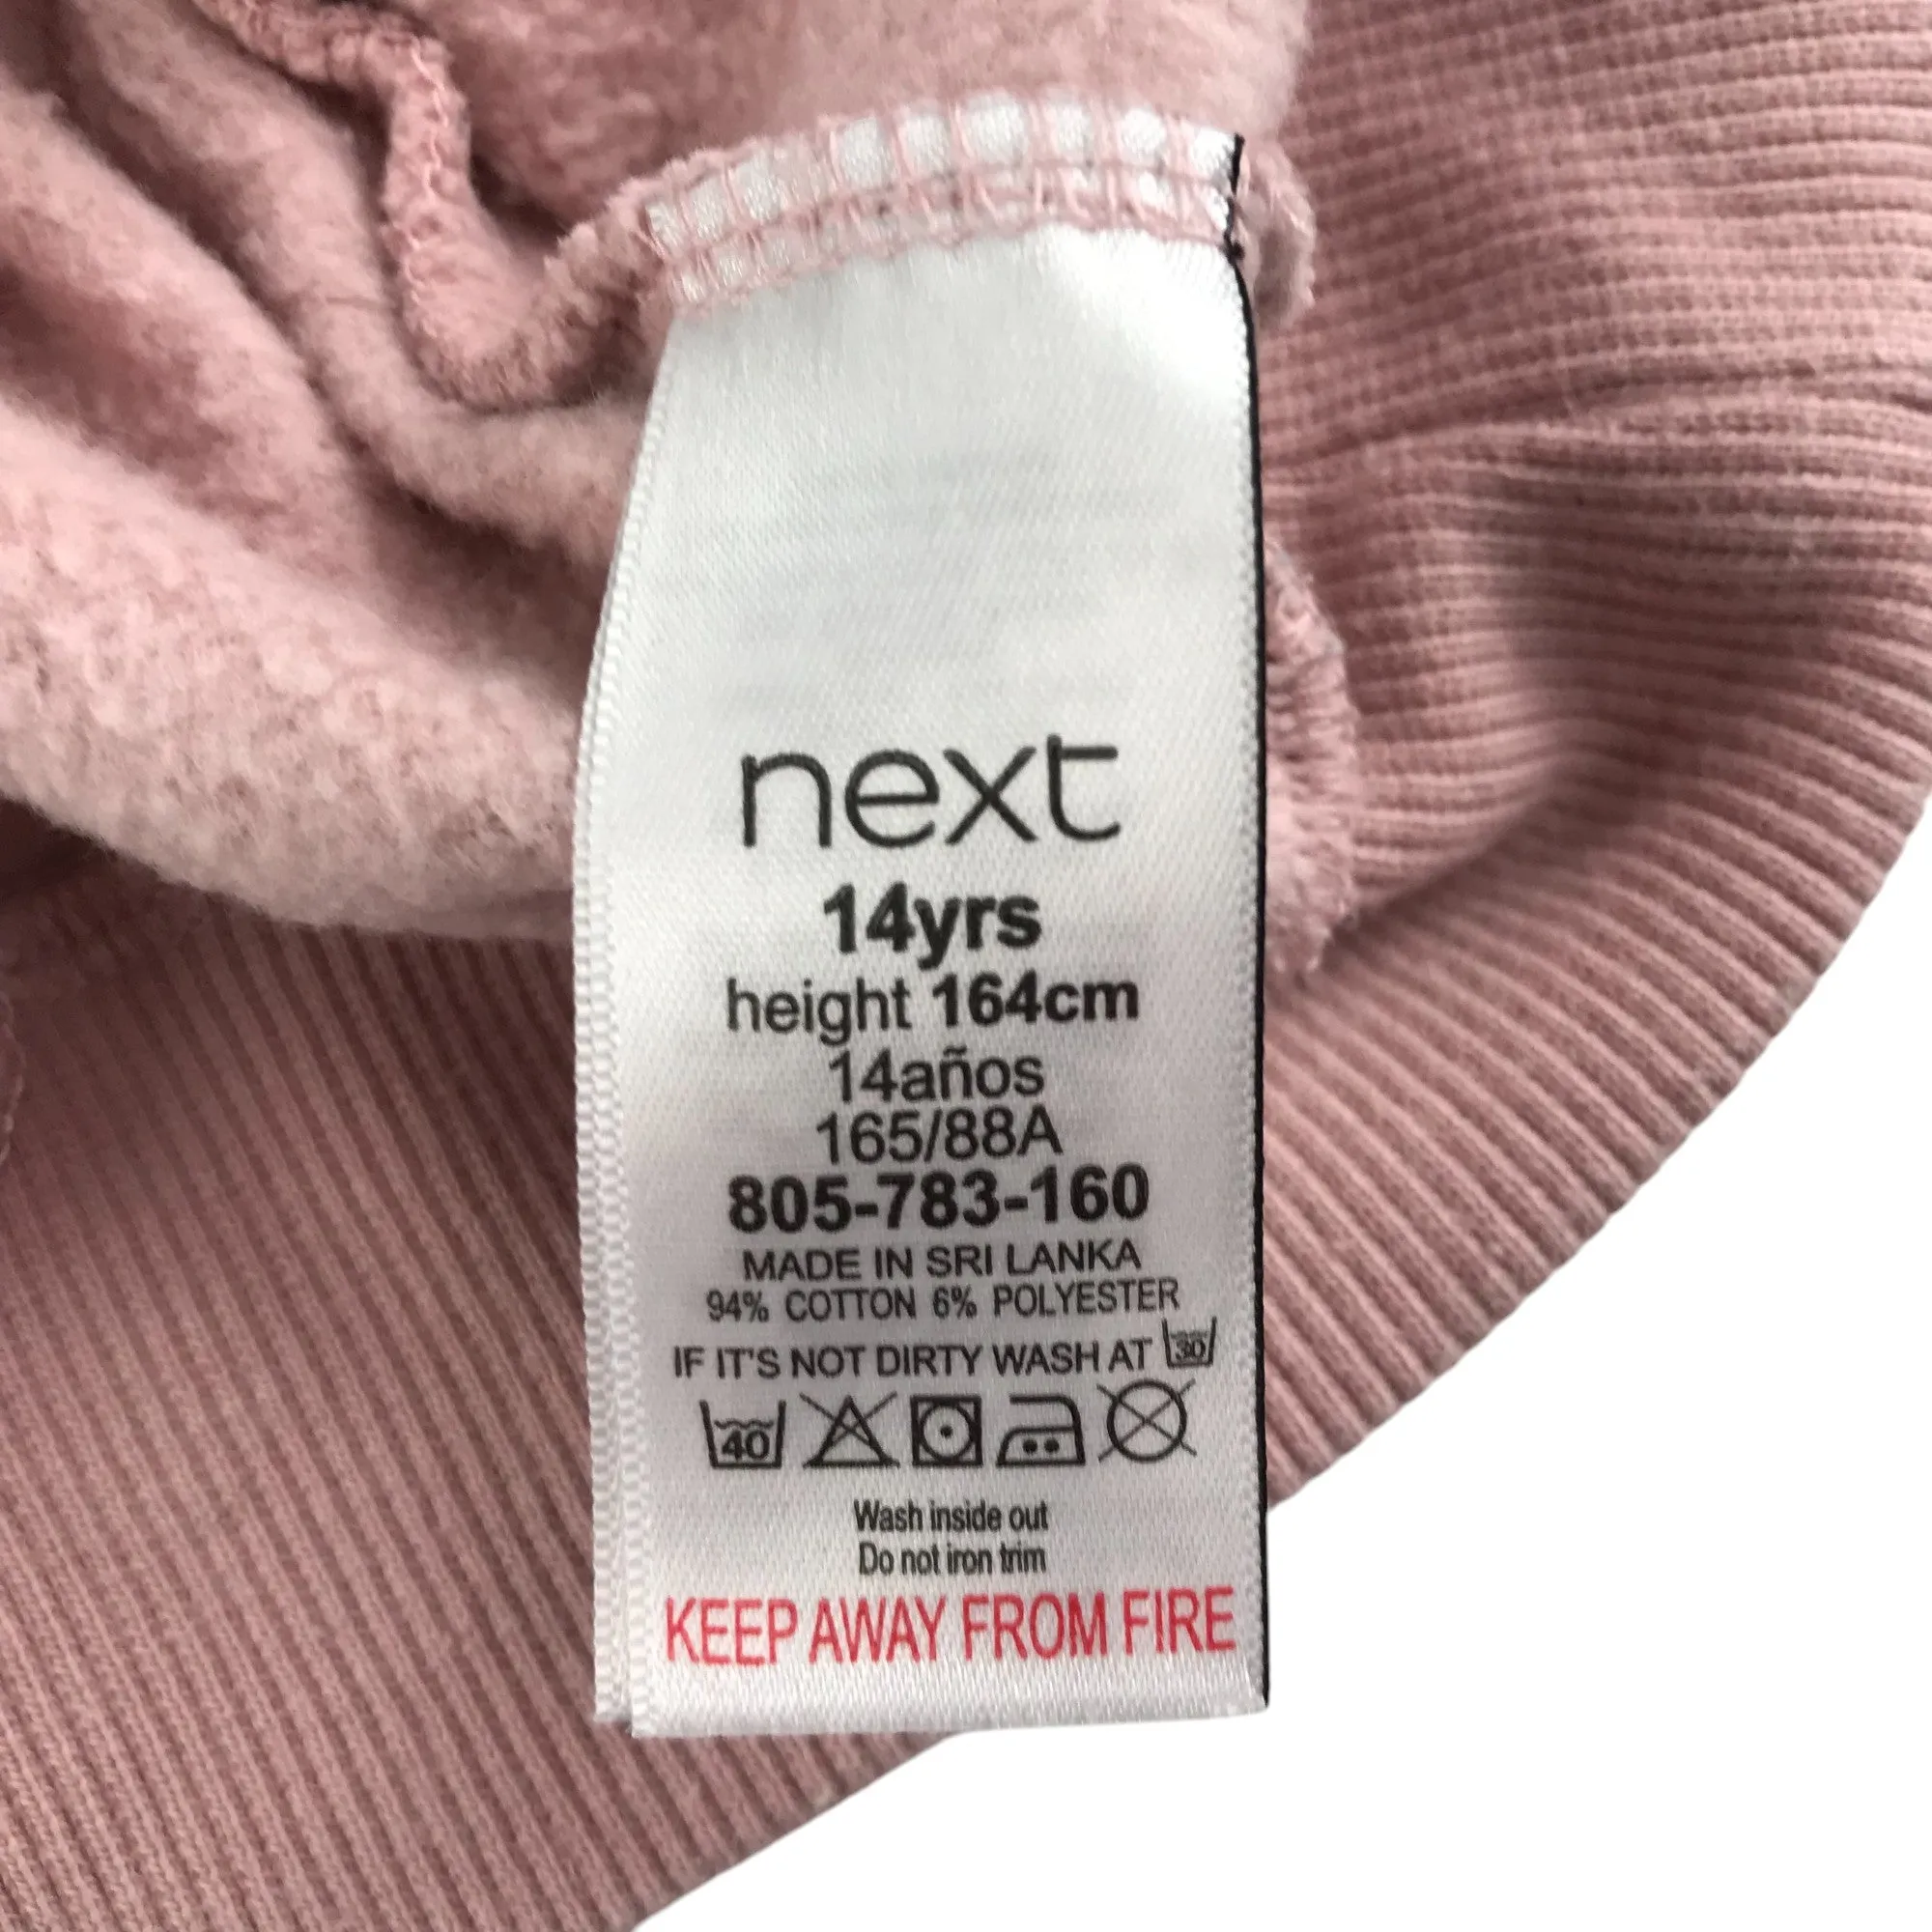 next
14yrs
height 164cm
14años
165/88A
805-783-160
MADE IN SRI LANKA
94% COTTON 6% POLYESTER
IF IT'S NOT DIRTY WASH AT 30
40
Wash inside out
Do not iron trim
KEEP AWAY FROM FIRE